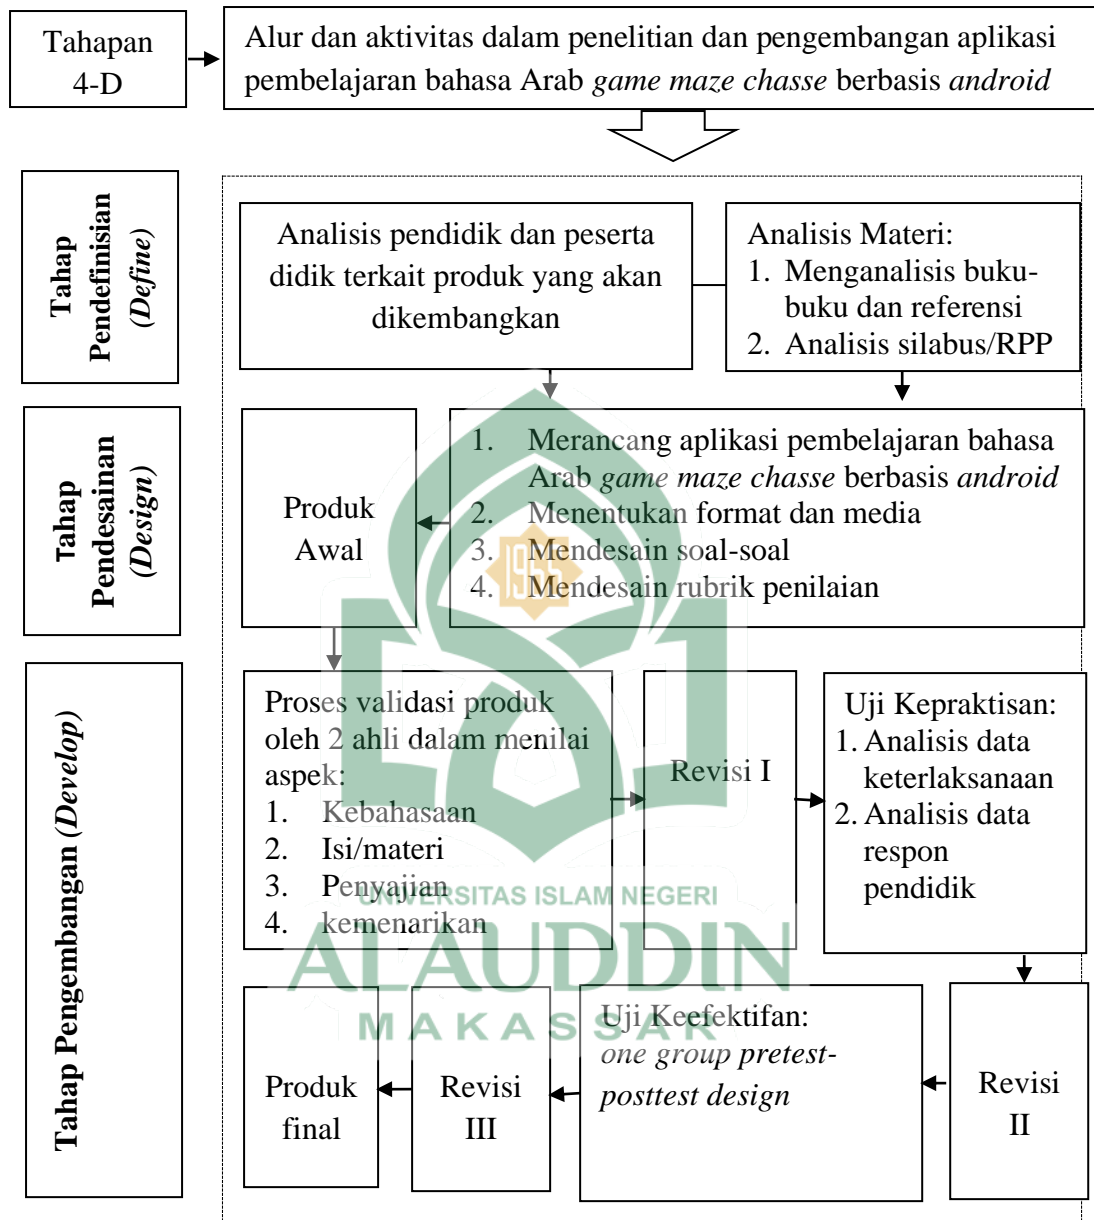 Tahapan
4-D
Alur dan aktivitas dalam penelitian dan pengembangan aplikasi
pembelajaran bahasa Arab game maze chasse berbasis android
Tahap
Pendefinisian
(Define)
Analisis pendidik dan peserta
didik terkait produk yang akan
dikembangkan
Analisis Materi:
1. Menganalisis buku-
buku dan referensi
2. Analisis silabus/RPP
Tahap
Pendesainan
(Design)
Produk
Awal
1. Merancang aplikasi pembelajaran bahasa
Arab game maze chasse berbasis android
2. Menentukan format dan media
3. Mendesain soal-soal
4. Mendesain rubrik penilaian
1965
Tahap Pengembangan (Develop)
Proses validasi produk
oleh 2 ahli dalam menilai
aspek:
1. Kebahasaan
2. Isi/materi
3. Penyajian
4. kemenarikan
Revisi I
Uji Kepraktisan:
1. Analisis data
keterlaksanaan
2. Analisis data
respon
pendidik
UNIVERSITAS ISLAM NEGERI
ALAUDDIN
MAKASSAR
Produk
final
Revisi
III
Uji Keefektifan:
one group pretest-
posttest design
Revisi
II